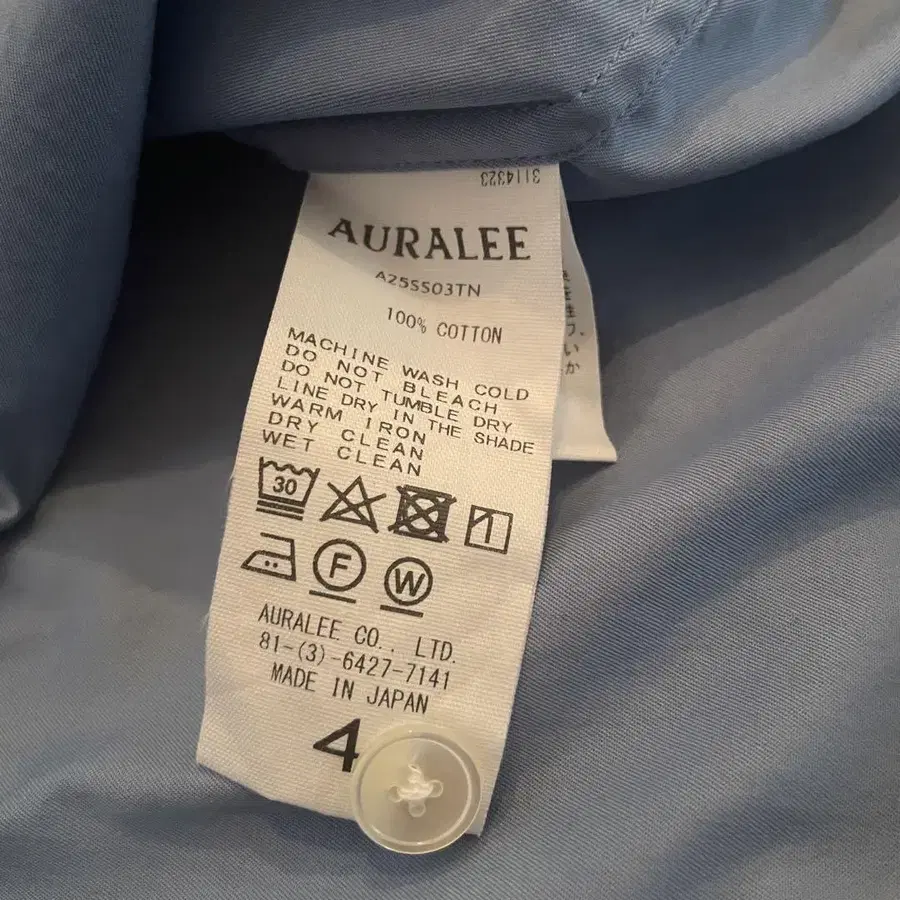 3114323
AURALEE
A25SS03TN
100% COTTON
MACHINE WASH COLD
DO NOT BLEACH
DO NOT TUMBLE DRY
LINE DRY IN THE SHADE
WARM IRON
DRY CLEAN
WET CLEAN
30
F
W
AURALEE CO., LTD.
81-(3)-6427-7141
MADE IN JAPAN
4